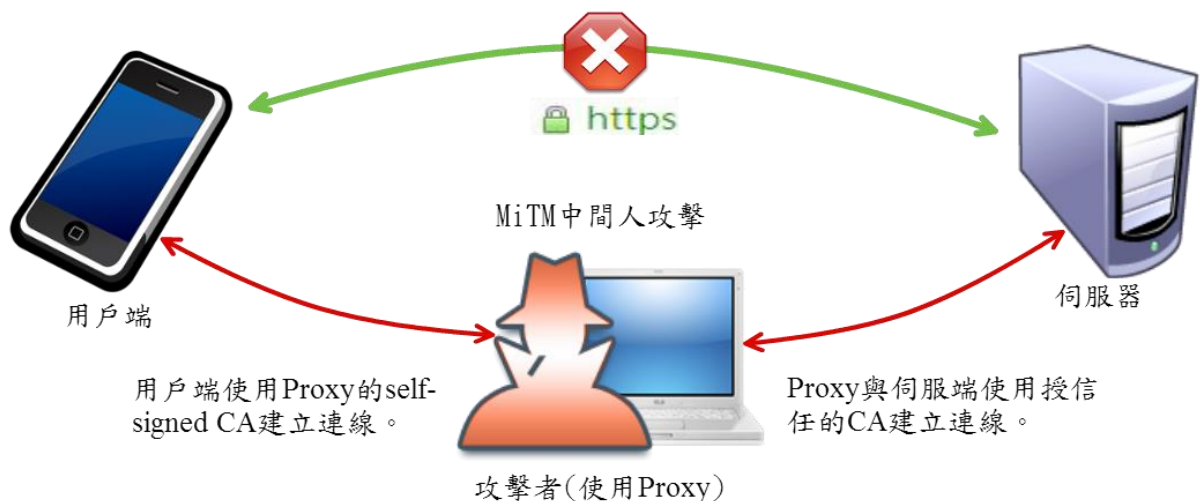 https
MiTM中間人攻擊
用戶端
伺服器
用戶端使用Proxy的self-
signed CA建立連線。
Proxy與伺服端使用授信
任的CA建立連線。
攻擊者(使用Proxy)